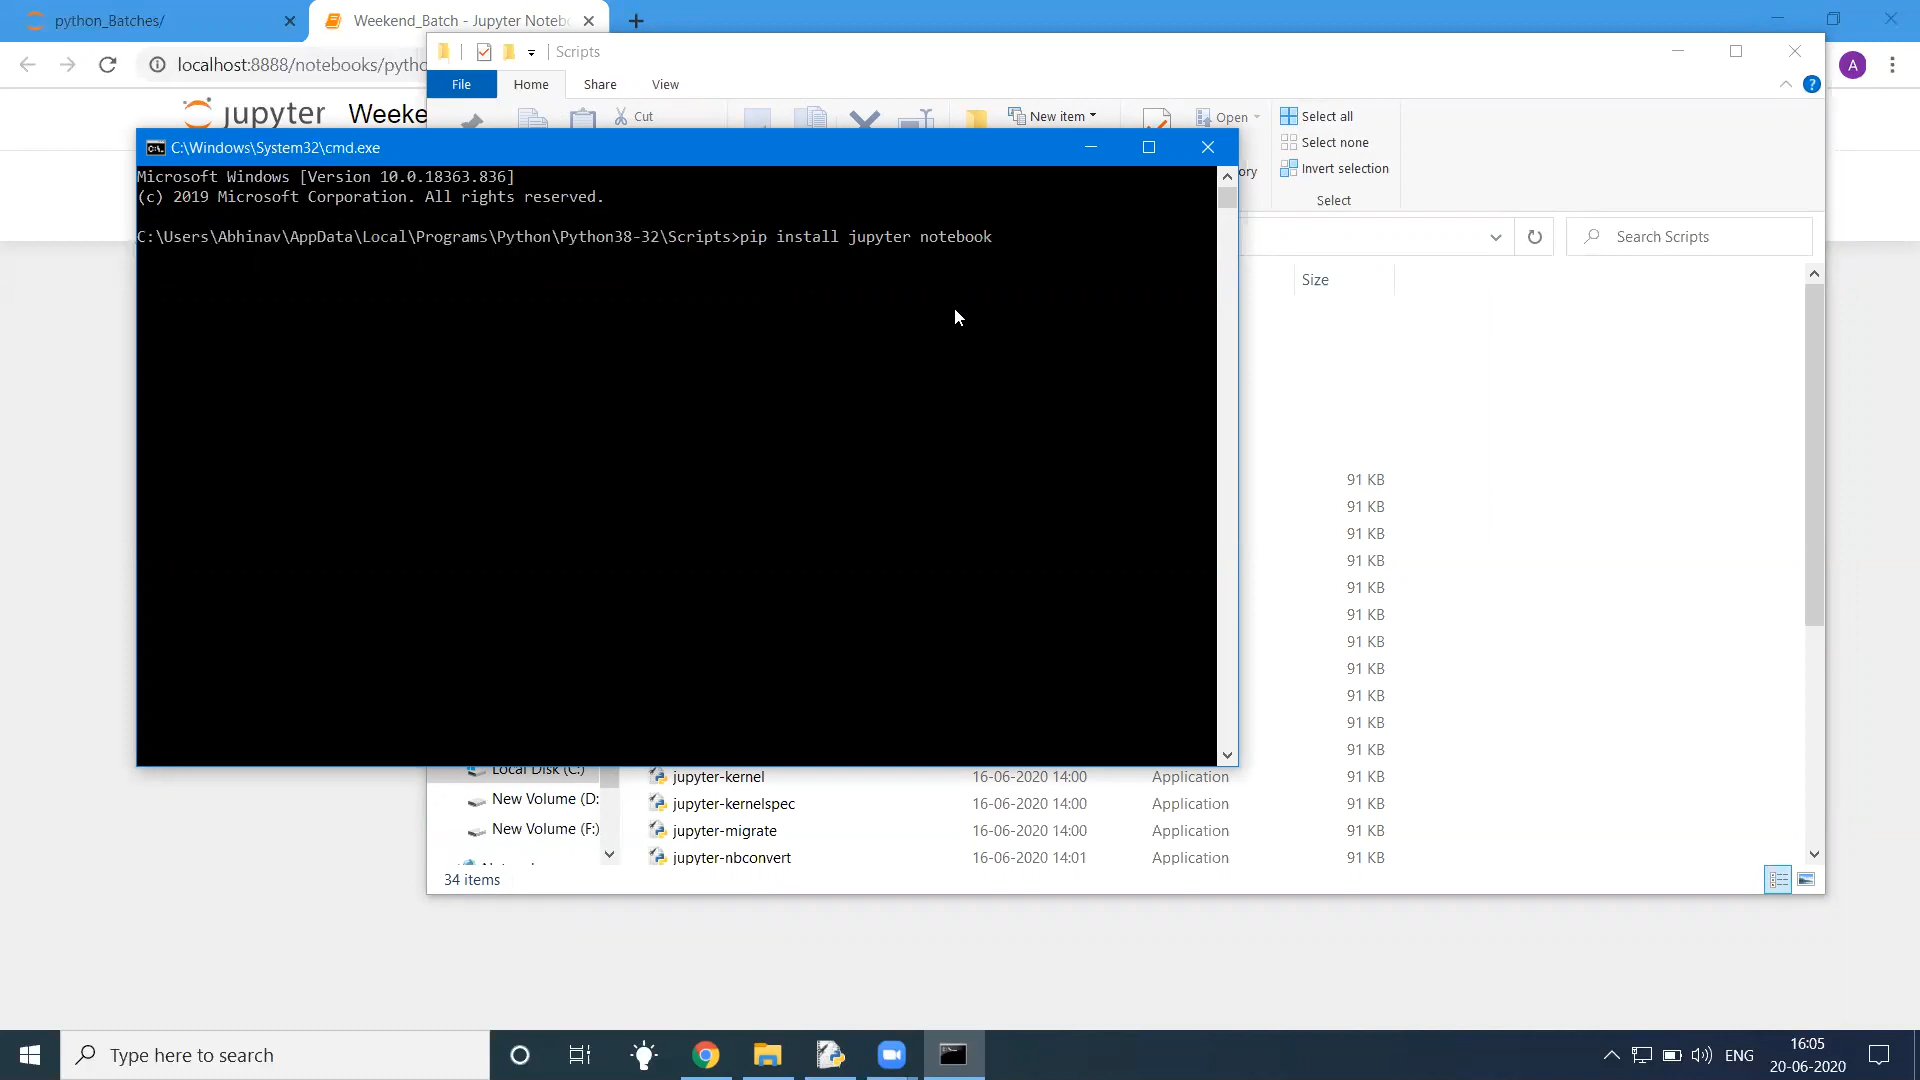 python_Batches/
Weekend_Batch - Jupyter Noteb
localhost:8888/notebooks/pytho
A
jupyter Weeke
Scripts
File Home Share View
Cut
New item
Open
Select all
Select none
Invert selection
ory
Select
C:\Windows\System32\cmd.exe
Microsoft Windows [Version 10.0.18363.836]
(c) 2019 Microsoft Corporation. All rights reserved.
C:\Users\Abhinav\AppData\Local\Programs\Python\Python38-32\Scripts>pip install jupyter notebook
Search Scripts
Size
91 KB
91 KB
91 KB
91 KB
91 KB
91 KB
91 KB
91 KB
91 KB
91 KB
91 KB
Local Disk (C:)
jupyter-kernel 16-06-2020 14:00 Application 91 KB
New Volume (D:
jupyter-kernelspec 16-06-2020 14:00 Application 91 KB
New Volume (F:)
jupyter-migrate 16-06-2020 14:00 Application 91 KB
jupyter-nbconvert 16-06-2020 14:01 Application 91 KB
34 items
Type here to search
ENG
16:05
20-06-2020